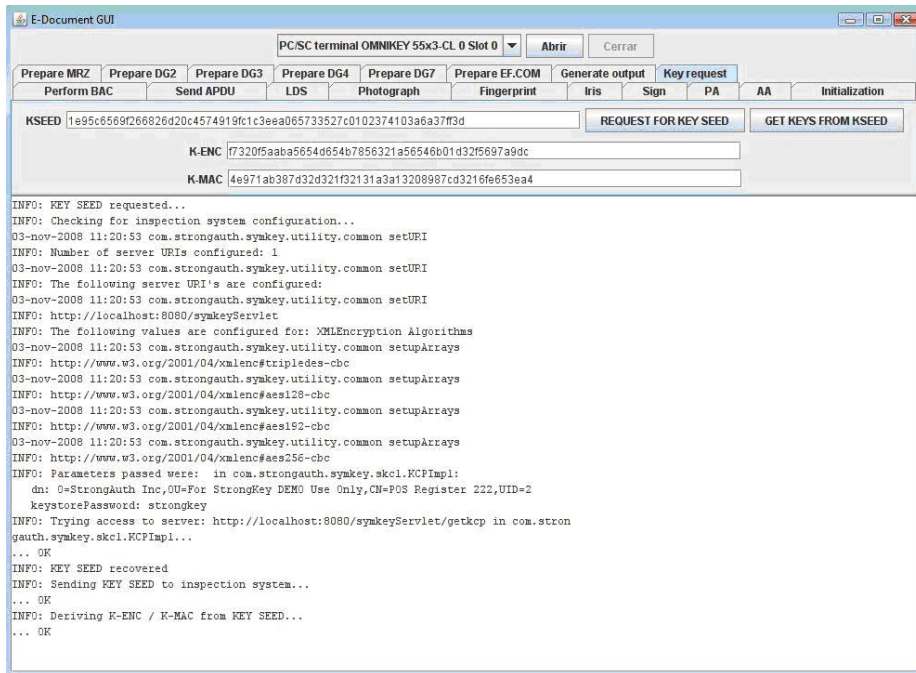 E-Document GUI
PC/SC terminal OMNIKEY 55x3-CL 0 Slot 0 Abrir Cerrar
Prepare MRZ Prepare DG2 Prepare DG3 Prepare DG4 Prepare DG7 Prepare EF.COM Generate output Key request
Perform BAC Send APDU LDS Photograph Fingerprint Iris Sign PA AA Initialization
KSEED 1e95c6569f266826d20c4574919fc1c3eea065733527c0102374103a6a37ff3d REQUEST FOR KEY SEED GET KEYS FROM KSEED
K-ENC f7320f5aaba5654d654b7856321a56546b01d32f5697a9dc
K-MAC 4e971ab387d32d321f32131a3a13208987cd3216fe653ea4
INFO: KEY SEED requested...
INFO: Checking for inspection system configuration...
03-nov-2008 11:20:53 com.strongauth.symkey.utility.common setURI
INFO: Number of server URIs configured: 1
03-nov-2008 11:20:53 com.strongauth.symkey.utility.common setURI
INFO: The following server URI's are configured:
03-nov-2008 11:20:53 com.strongauth.symkey.utility.common setURI
INFO: http://localhost:8080/symkeyServlet
INFO: The following values are configured for: XMLEncryption Algorithms
03-nov-2008 11:20:53 com.strongauth.symkey.utility.common setupArrays
INFO: http://www.w3.org/2001/04/xmlenc#tripledes-cbc
03-nov-2008 11:20:53 com.strongauth.symkey.utility.common setupArrays
INFO: http://www.w3.org/2001/04/xmlenc#aes128-cbc
03-nov-2008 11:20:53 com.strongauth.symkey.utility.common setupArrays
INFO: http://www.w3.org/2001/04/xmlenc#aes192-cbc
03-nov-2008 11:20:53 com.strongauth.symkey.utility.common setupArrays
INFO: http://www.w3.org/2001/04/xmlenc#aes256-cbc
INFO: Parameters passed were:  in com.strongauth.symkey.skcl.KCPImpl:
dn: O=StrongAuth Inc,OU=For StrongKey DEMO Use Only,CN=POS Register 222,UID=2
keystorePassword: strongkey
INFO: Trying access to server: http://localhost:8080/symkeyServlet/getkcp in com.stron
gauth.symkey.skcl.KCPImpl...
... OK
INFO: KEY SEED recovered
INFO: Sending KEY SEED to inspection system...
... OK
INFO: Deriving K-ENC / K-MAC from KEY SEED...
... OK